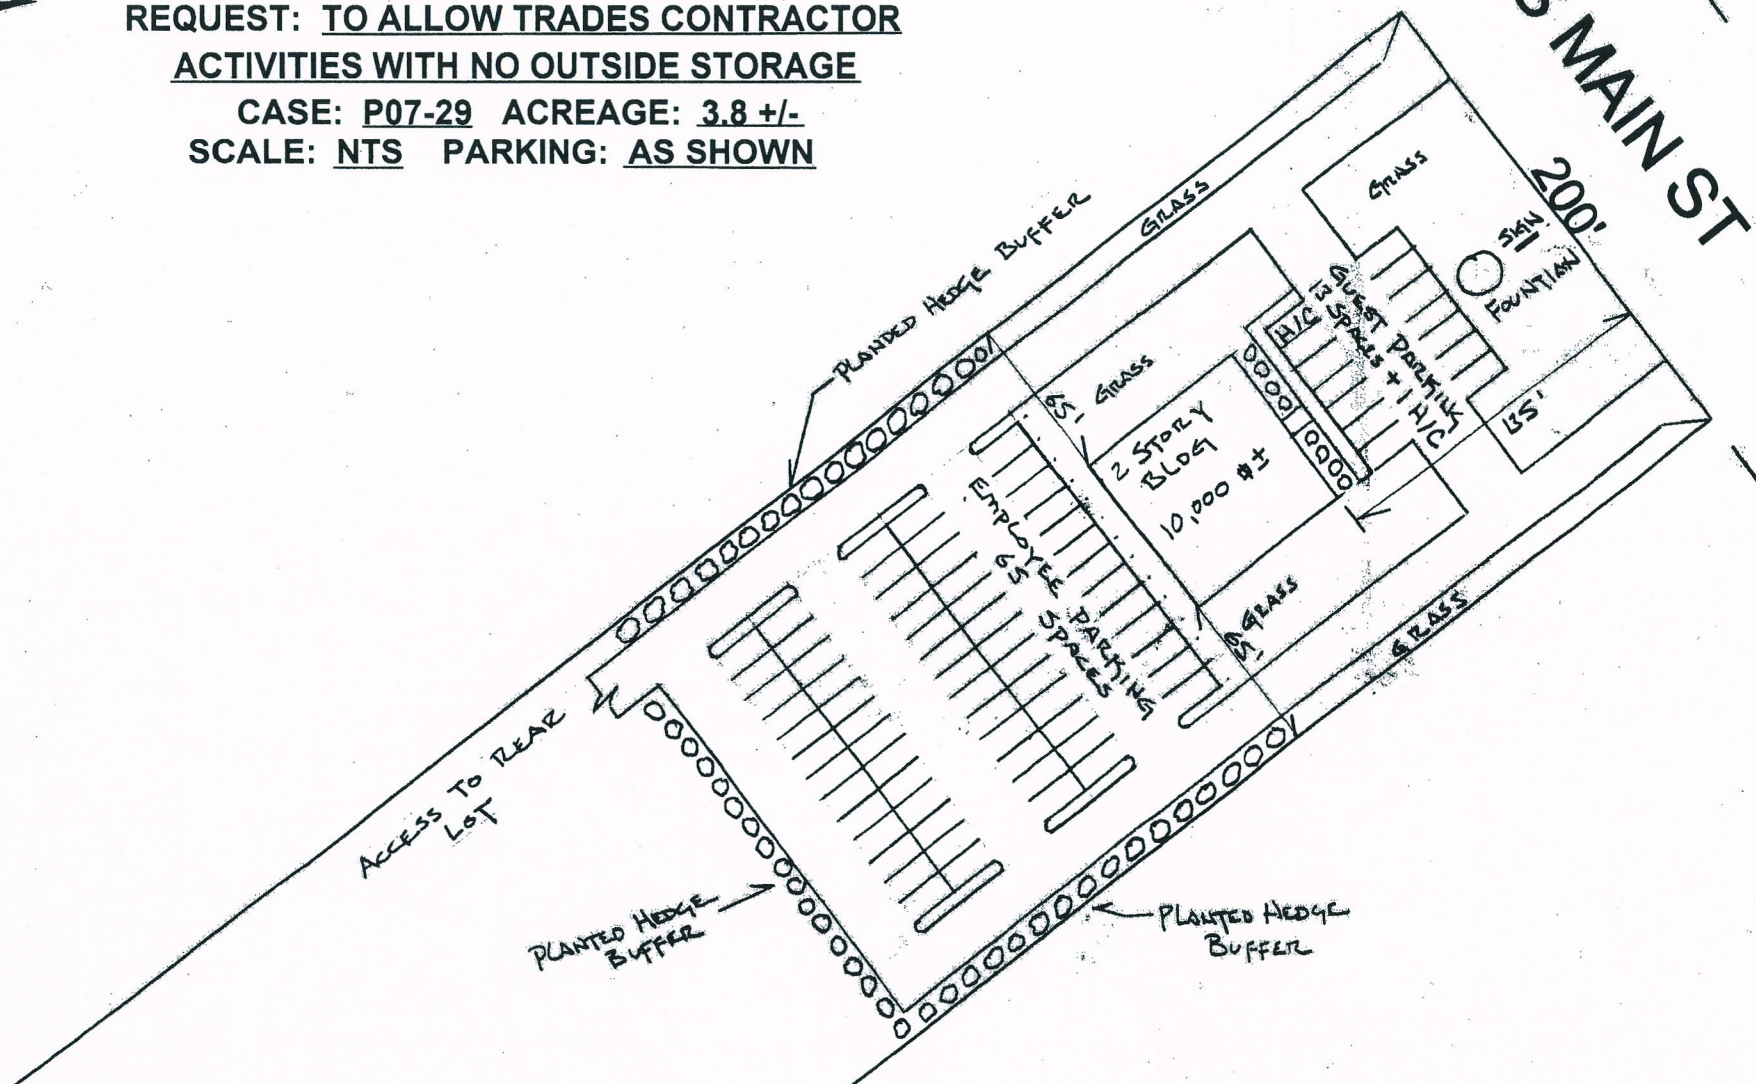 REQUEST: TO ALLOW TRADES CONTRACTOR
ACTIVITIES WITH NO OUTSIDE STORAGE
CASE: P07-29 ACREAGE: 3.8 +/-
SCALE: NTS PARKING: AS SHOWN
S MAIN ST
200'
GRASS
SIGN
FOUNTIAN
GUEST PARKING
13 SPACES + 1 H/C
H/C
135'
GRASS
PLANDED HEDGE BUFFER
GRASS
65'
2 STORY
BLDG
10,000 ±
EMPLOYEE PARKING
65 SPACES
GRASS
65'
GRASS
ACCESS TO REAR
LOT
PLANTED HEDGE
BUFFER
PLANTED HEDGE
BUFFER